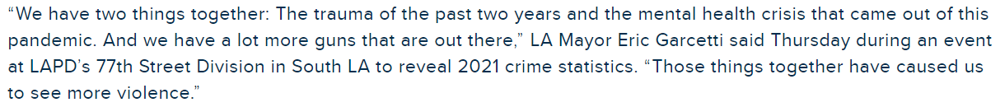 “We have two things together: The trauma of the past two years and the mental health crisis that came out of this
pandemic. And we have a lot more guns that are out there,” LA Mayor Eric Garcetti said Thursday during an event
at LAPD’s 77th Street Division in South LA to reveal 2021 crime statistics. “Those things together have caused us
to see more violence.”